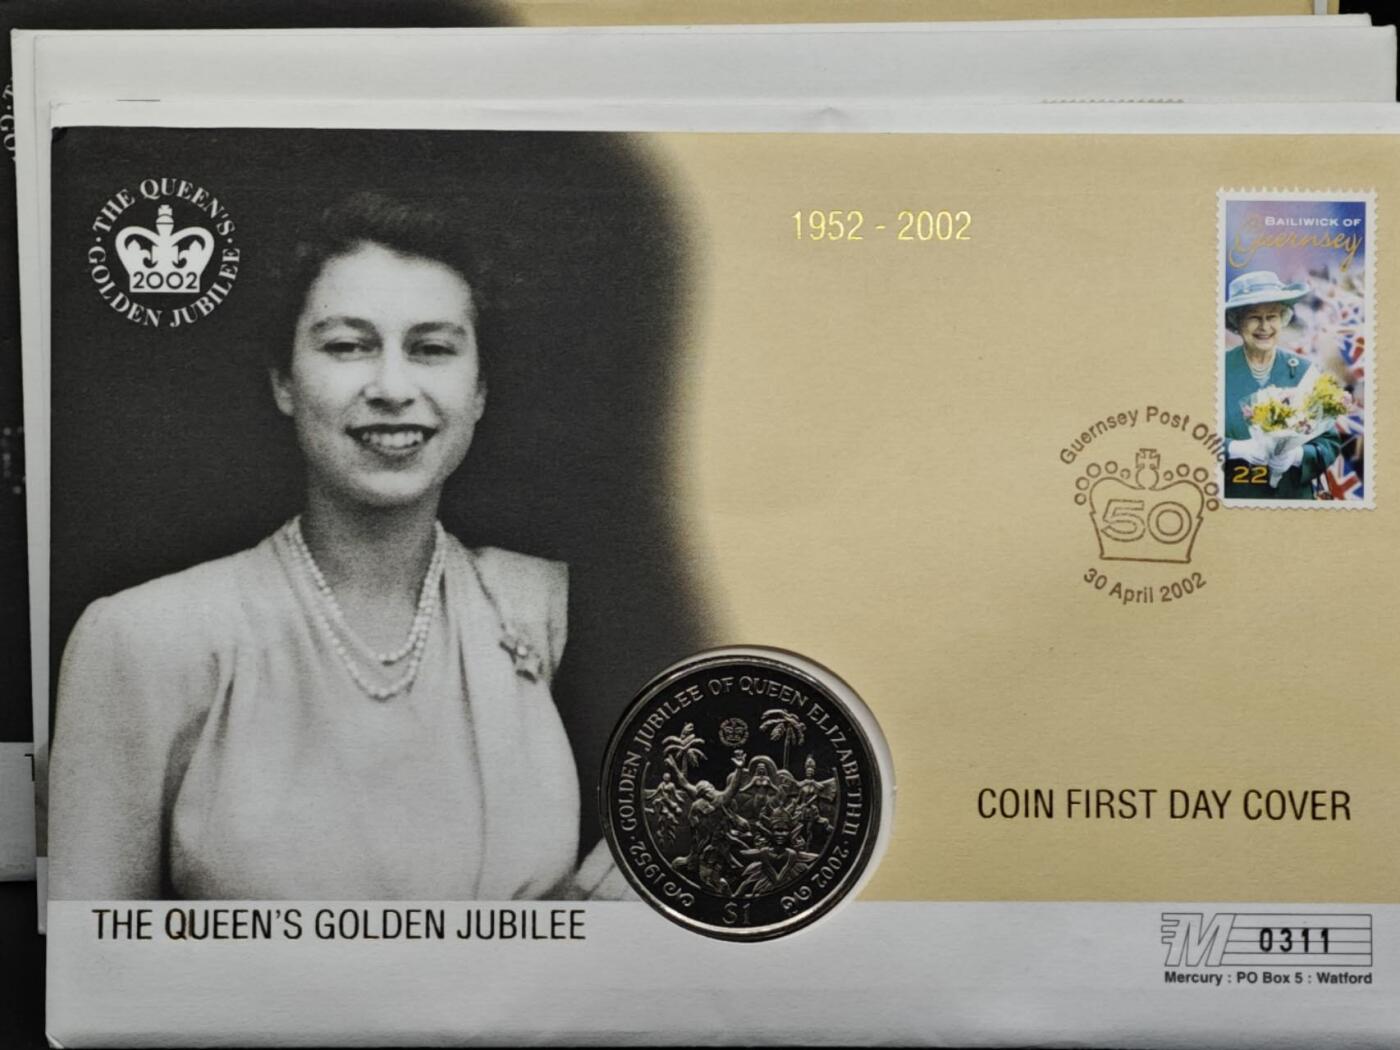 · THE QUEEN'S ·
GOLDEN JUBILEE
2002
1952 - 2002
BAILIWICK OF
Guernsey
22
Guernsey Post Offic
50
30 April 2002
1952 · GOLDEN JUBILEE OF QUEEN ELIZABETH II · 2002
$1
COIN FIRST DAY COVER
THE QUEEN'S GOLDEN JUBILEE
M 0311
Mercury : PO Box 5 : Watford